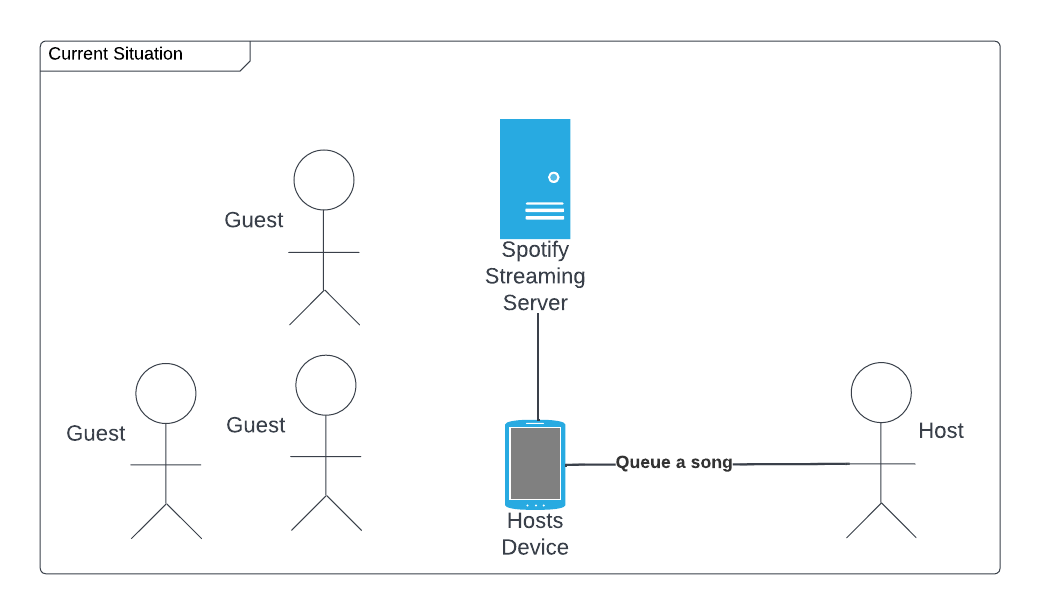 Current Situation
Guest
Spotify
Streaming
Server
Guest
Guest
Queue a song
Host
Hosts
Device